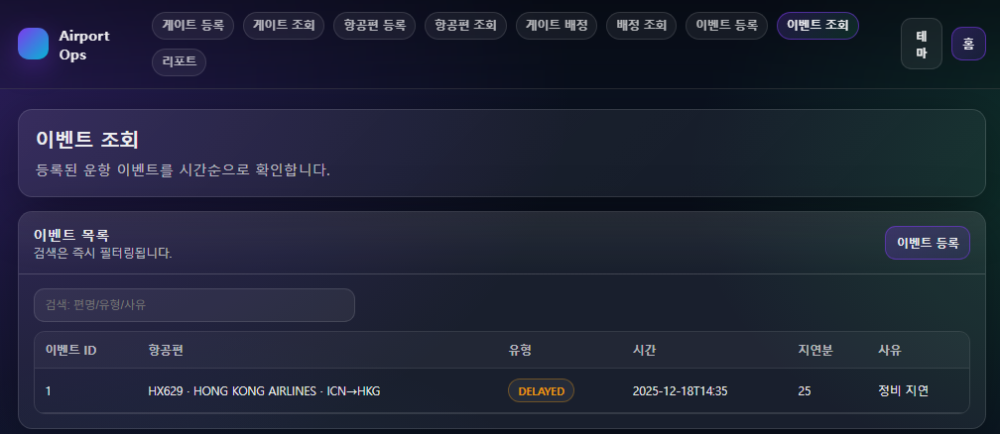 Airport
Ops
게이트 등록 게이트 조회 항공편 등록 항공편 조회 게이트 배정 배정 조회 이벤트 등록 이벤트 조회
리포트
테
마
홈
이벤트 조회
등록된 운항 이벤트를 시간순으로 확인합니다.
이벤트 목록
검색은 즉시 필터링됩니다.
이벤트 등록
검색: 편명/유형/사유
이벤트 ID 항공편 유형 시간 지연분 사유
1 HX629 · HONG KONG AIRLINES · ICN→HKG DELAYED 2025-12-18T14:35 25 정비 지연